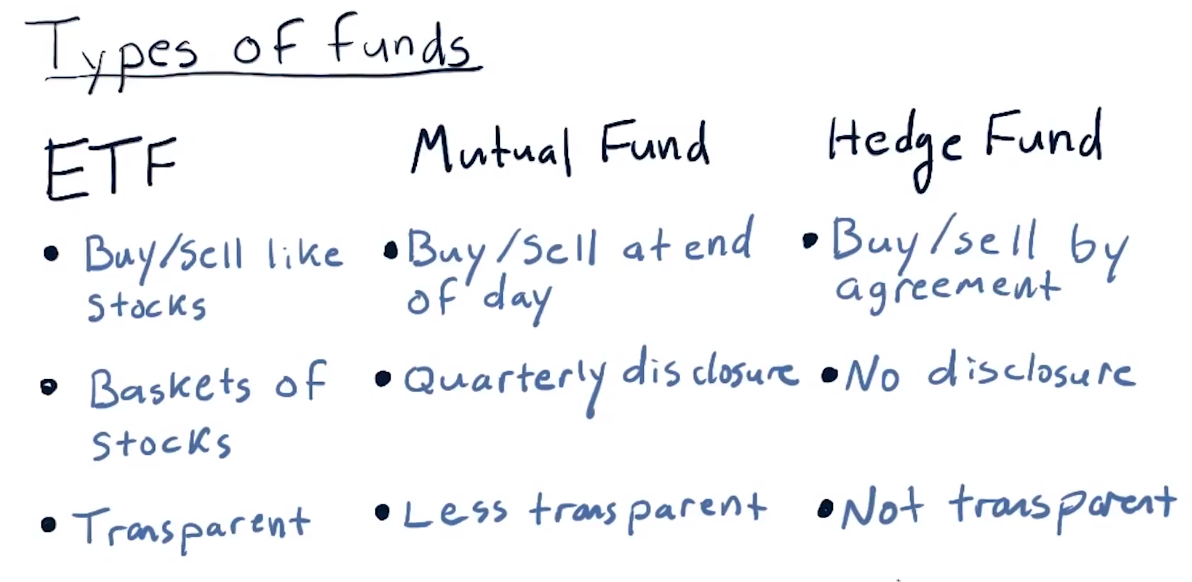 Types of funds
ETF
• Buy/sell like
stocks
• Baskets of
stocks
• Transparent
Mutual Fund
• Buy/sell at end
of day
• Quarterly disclosure
• Less transparent
Hedge Fund
• Buy/sell by
agreement
• No disclosure
• Not transparent